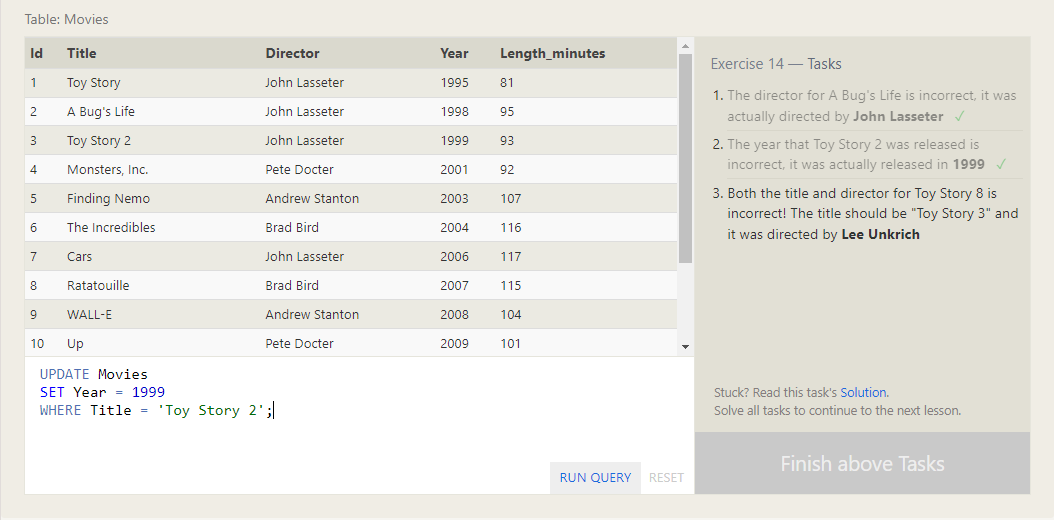 Table: Movies
Id Title Director Year Length_minutes
1 Toy Story John Lasseter 1995 81
2 A Bug's Life John Lasseter 1998 95
3 Toy Story 2 John Lasseter 1999 93
4 Monsters, Inc. Pete Docter 2001 92
5 Finding Nemo Andrew Stanton 2003 107
6 The Incredibles Brad Bird 2004 116
7 Cars John Lasseter 2006 117
8 Ratatouille Brad Bird 2007 115
9 WALL-E Andrew Stanton 2008 104
10 Up Pete Docter 2009 101
UPDATE Movies
SET Year = 1999
WHERE Title = 'Toy Story 2';
RUN QUERY RESET
Exercise 14 — Tasks
1. The director for A Bug's Life is incorrect, it was
actually directed by John Lasseter ✓
2. The year that Toy Story 2 was released is
incorrect, it was actually released in 1999 ✓
3. Both the title and director for Toy Story 8 is
incorrect! The title should be "Toy Story 3" and
it was directed by Lee Unkrich
Stuck? Read this task's Solution.
Solve all tasks to continue to the next lesson.
Finish above Tasks